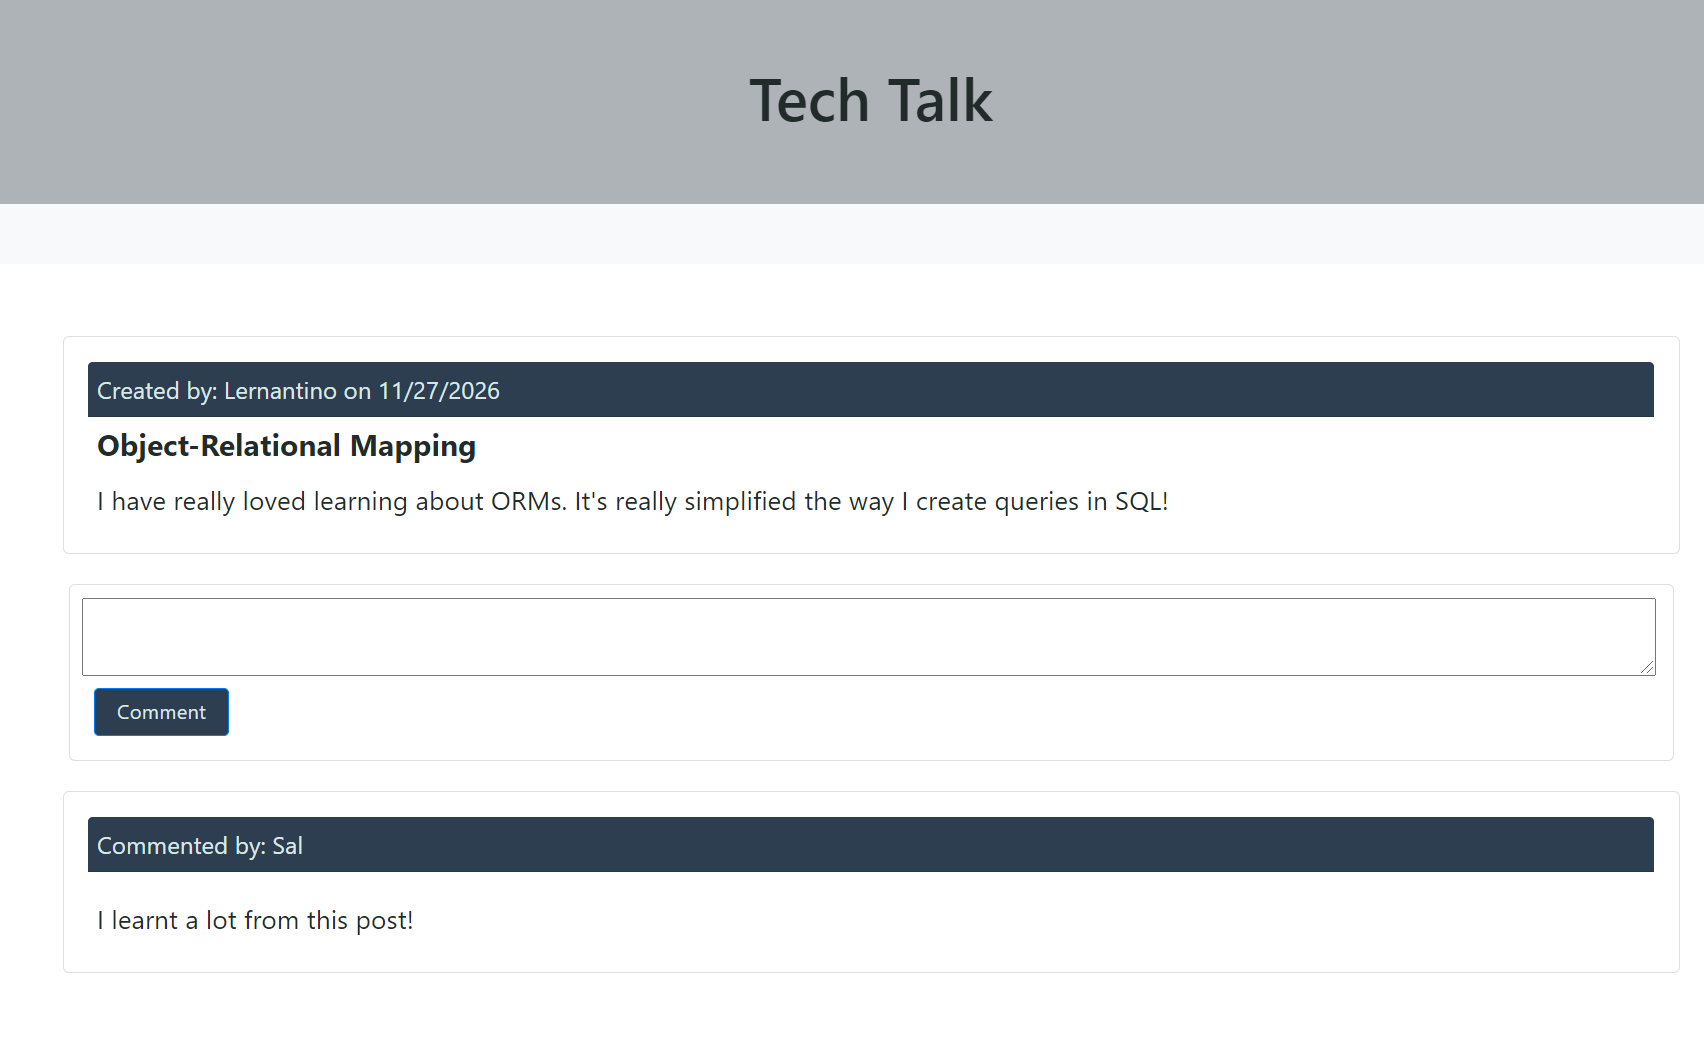 Tech Talk
Created by: Lernantino on 11/27/2026
Object-Relational Mapping
I have really loved learning about ORMs. It's really simplified the way I create queries in SQL!
Comment
Commented by: Sal
I learnt a lot from this post!